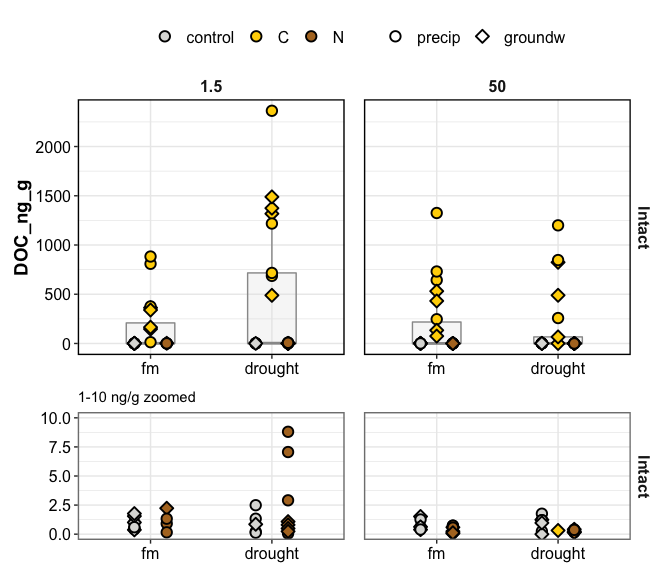 control C N precip groundw
1.5 50
DOC_ng_g
2000
1500
1000
500
0
Intact
fm drought fm drought
1-10 ng/g zoomed
10.0
7.5
5.0
2.5
0.0
Intact
fm drought fm drought